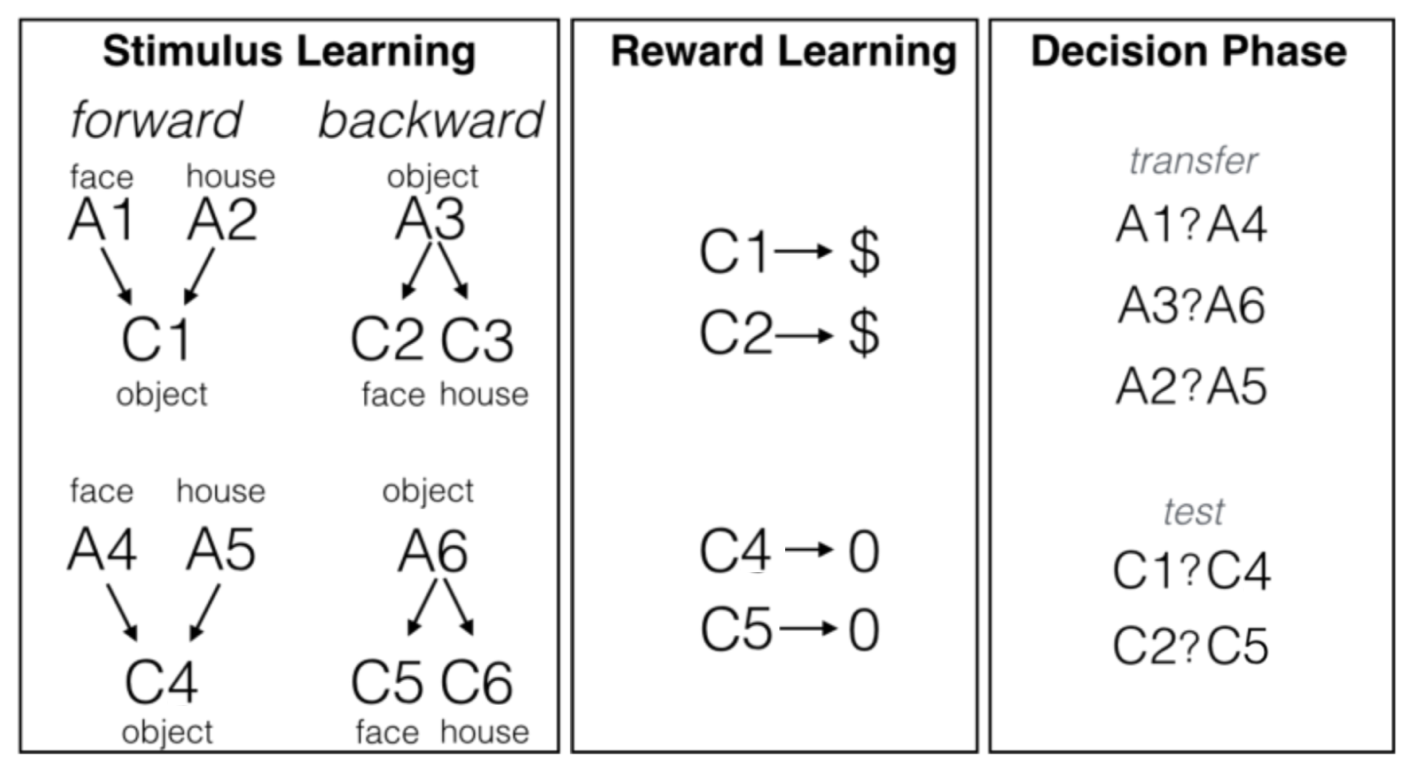 Stimulus Learning
forward backward
face house object
A1 A2 A3
C1 C2 C3
object face house
face house object
A4 A5 A6
C4 C5 C6
object face house
Reward Learning
C1→$
C2→$
C4→0
C5→0
Decision Phase
transfer
A1?A4
A3?A6
A2?A5
test
C1?C4
C2?C5